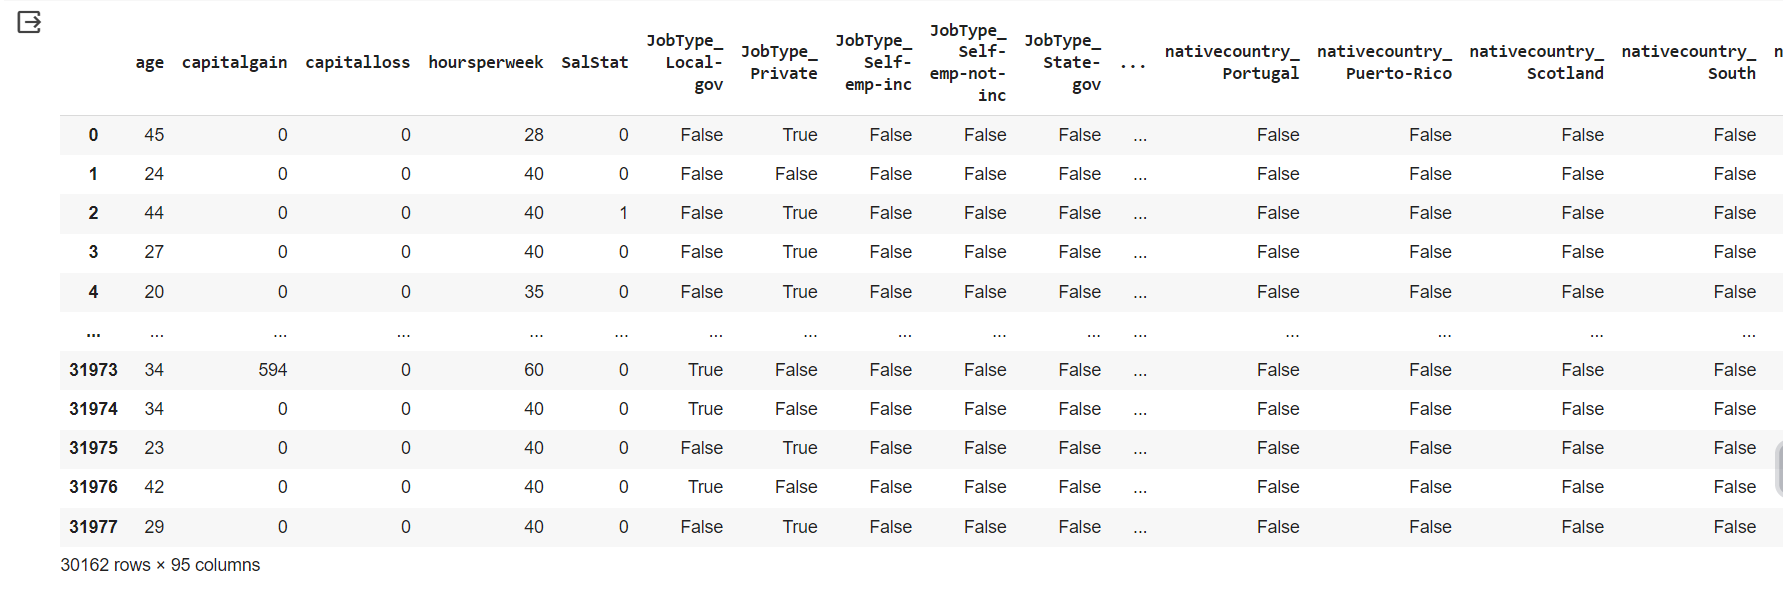 age capitalgain capitalloss hoursperweek SalStat JobType_Local-gov JobType_Private JobType_Self-emp-inc JobType_Self-emp-not-inc JobType_State-gov ... nativecountry_Portugal nativecountry_Puerto-Rico nativecountry_Scotland nativecountry_South n
0 45 0 0 28 0 False True False False False ... False False False False
1 24 0 0 40 0 False False False False False ... False False False False
2 44 0 0 40 1 False True False False False ... False False False False
3 27 0 0 40 0 False True False False False ... False False False False
4 20 0 0 35 0 False True False False False ... False False False False
... ... ... ... ... ... ... ... ... ... ... ... ... ... ... ...
31973 34 594 0 60 0 True False False False False ... False False False False
31974 34 0 0 40 0 True False False False False ... False False False False
31975 23 0 0 40 0 False True False False False ... False False False False
31976 42 0 0 40 0 True False False False False ... False False False False
31977 29 0 0 40 0 False True False False False ... False False False False
30162 rows × 95 columns